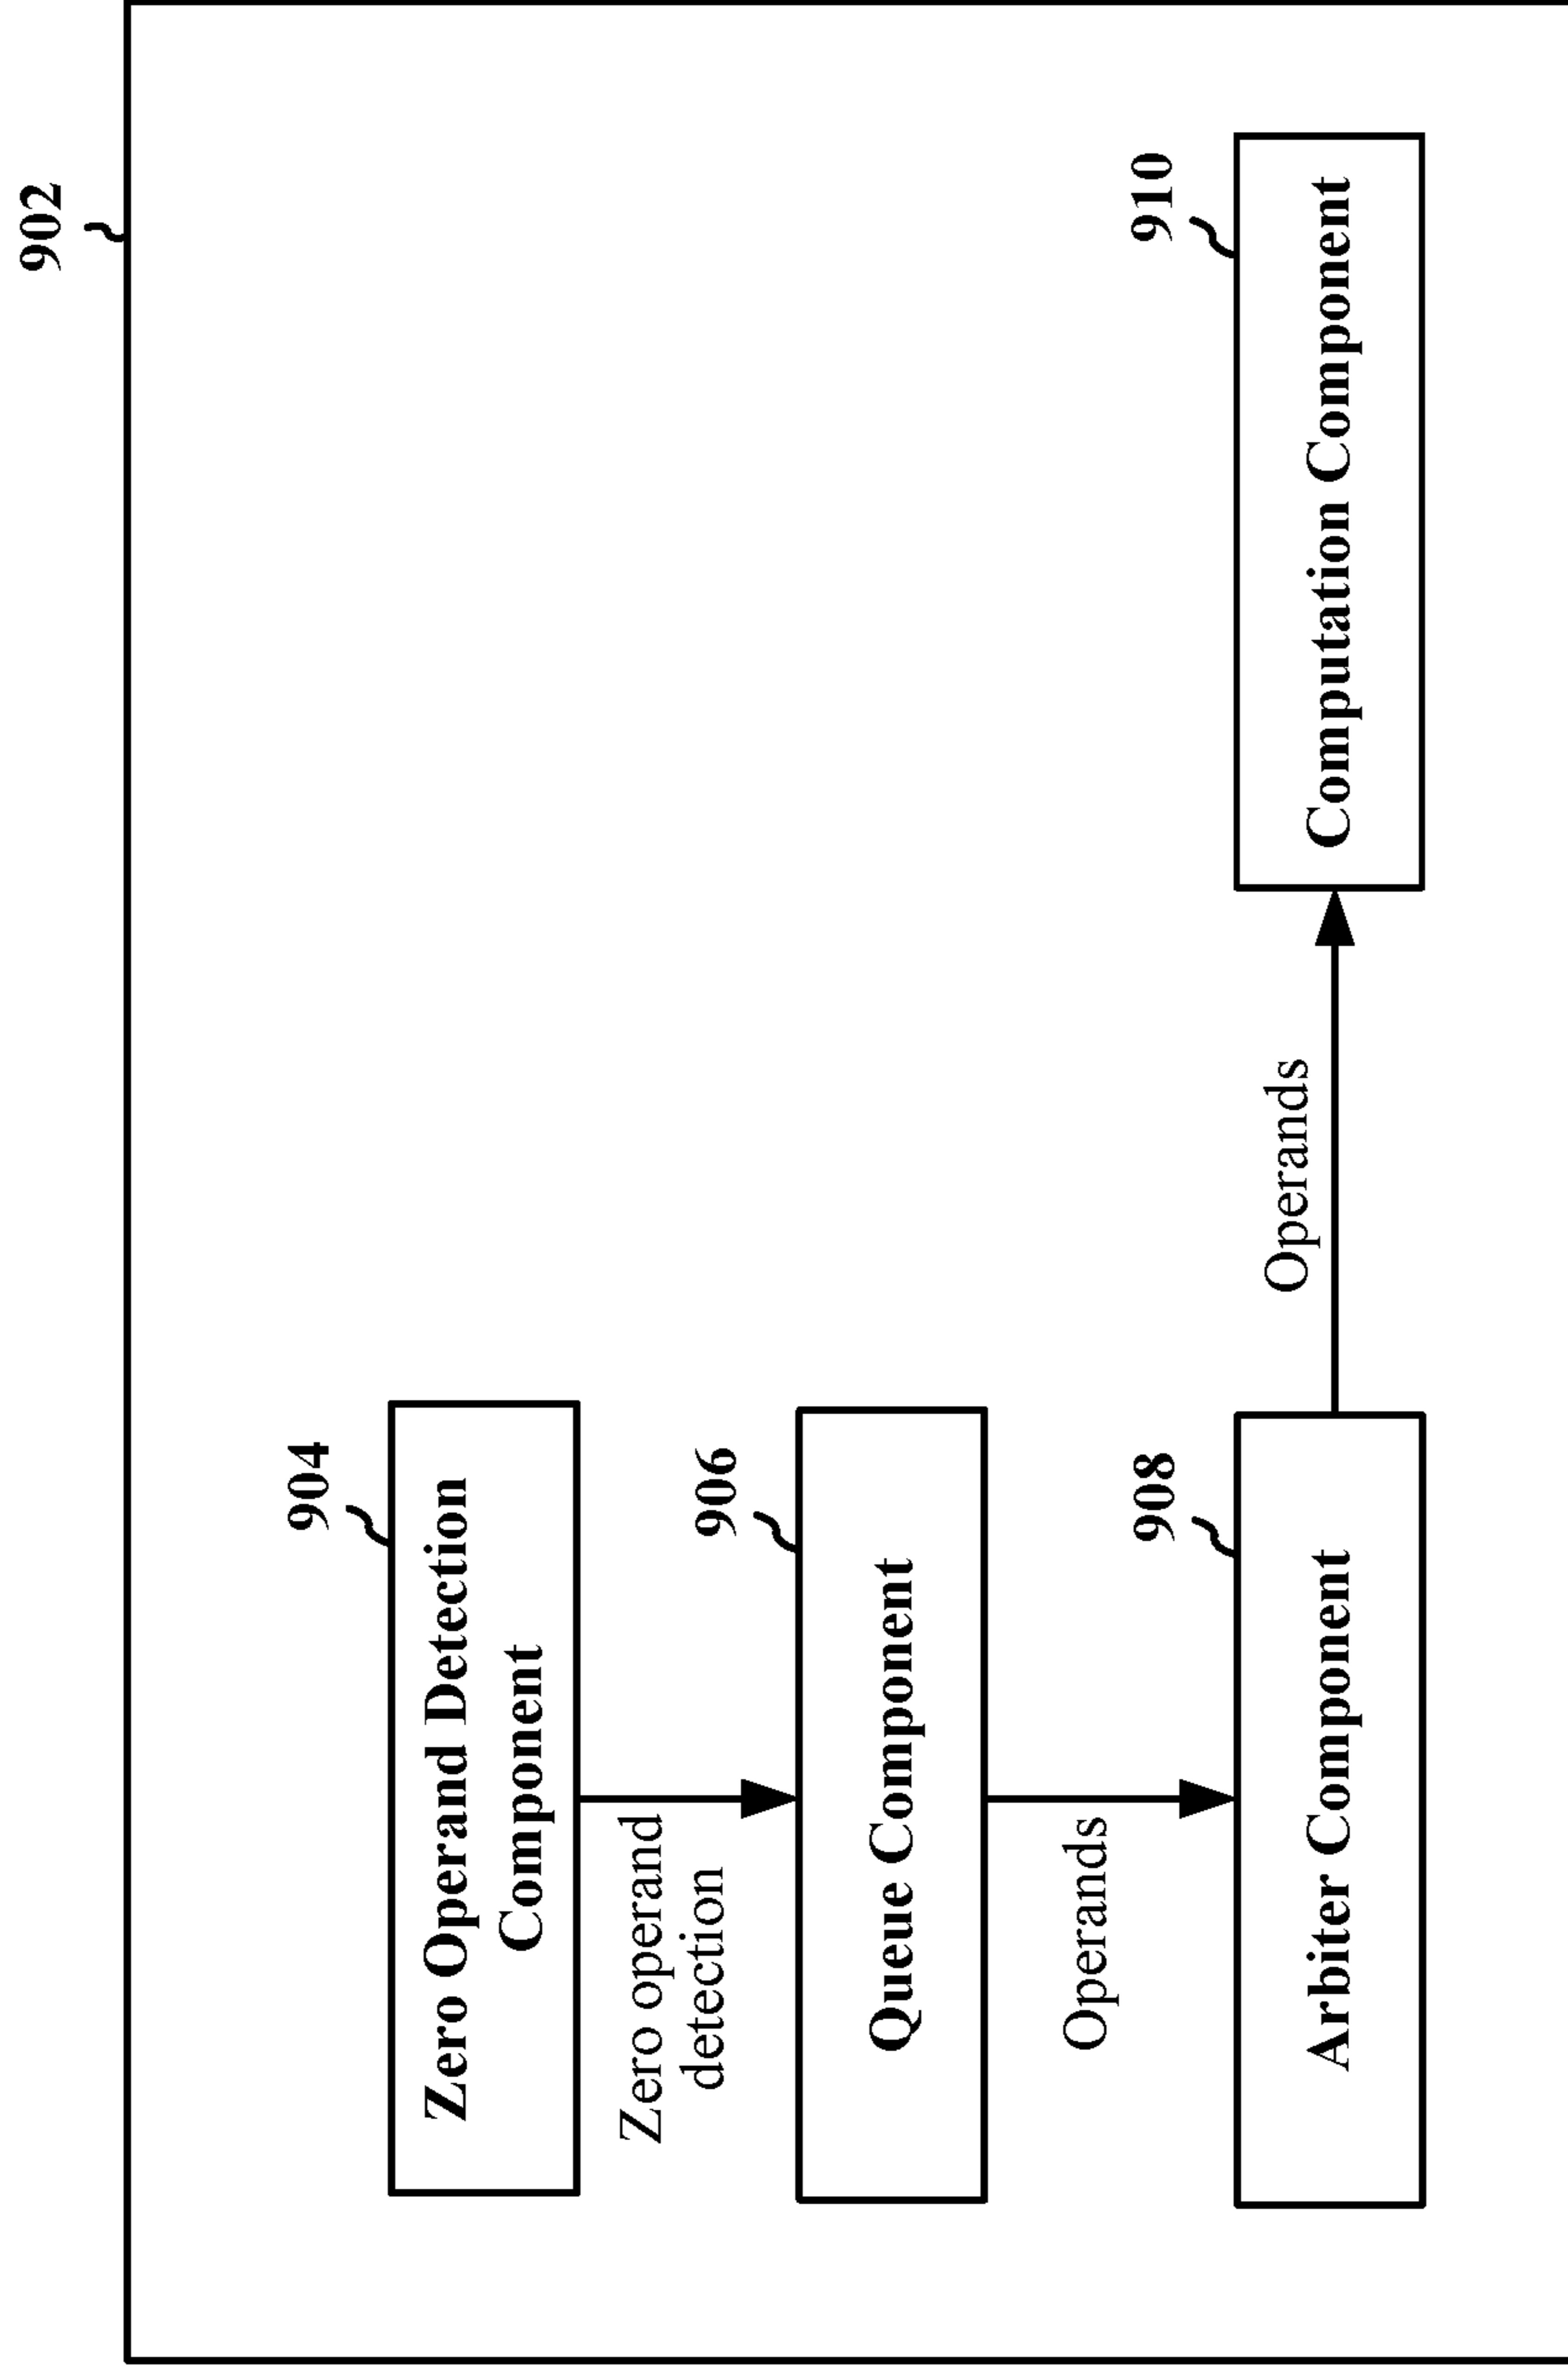 902
904
Zero Operand Detection
Component
Zero operand
detection
906
Queue Component
Operands
908
Arbiter Component
Operands
910
Computation Component